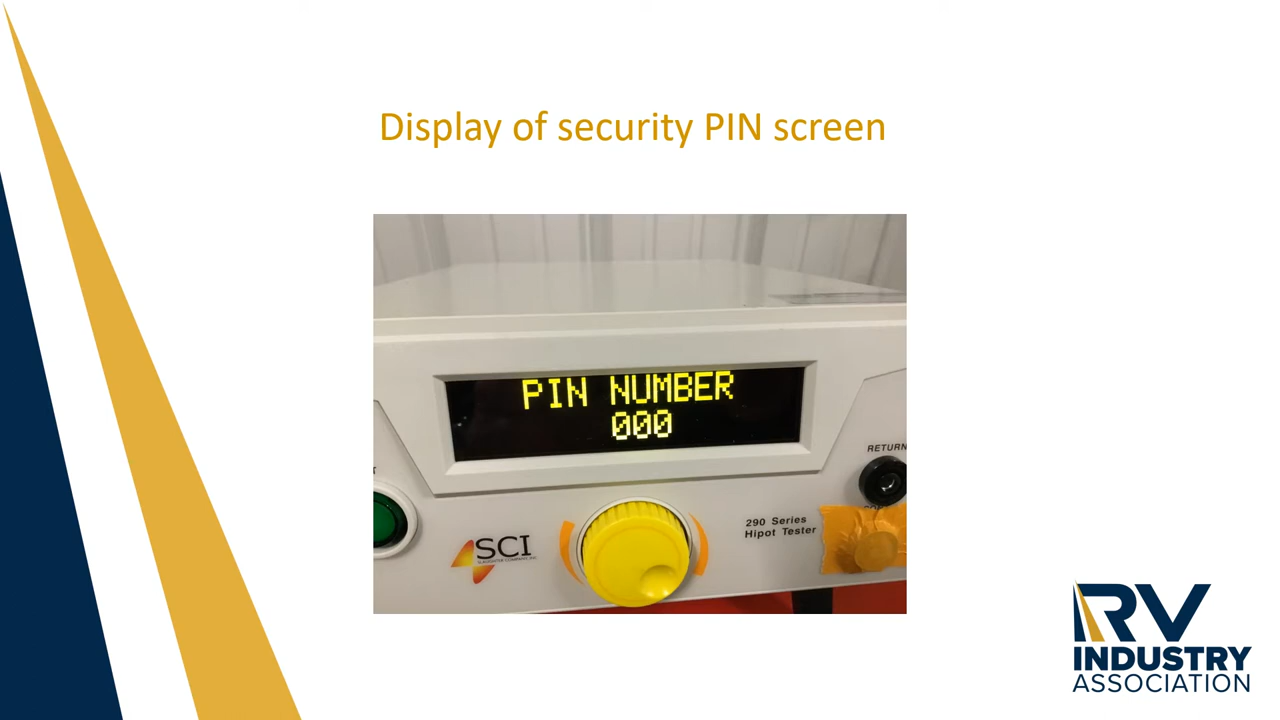 Display of security PIN screen
PIN NUMBER
000
RETURN
290 Series
Hipot Tester
SCI
RV
INDUSTRY
ASSOCIATION